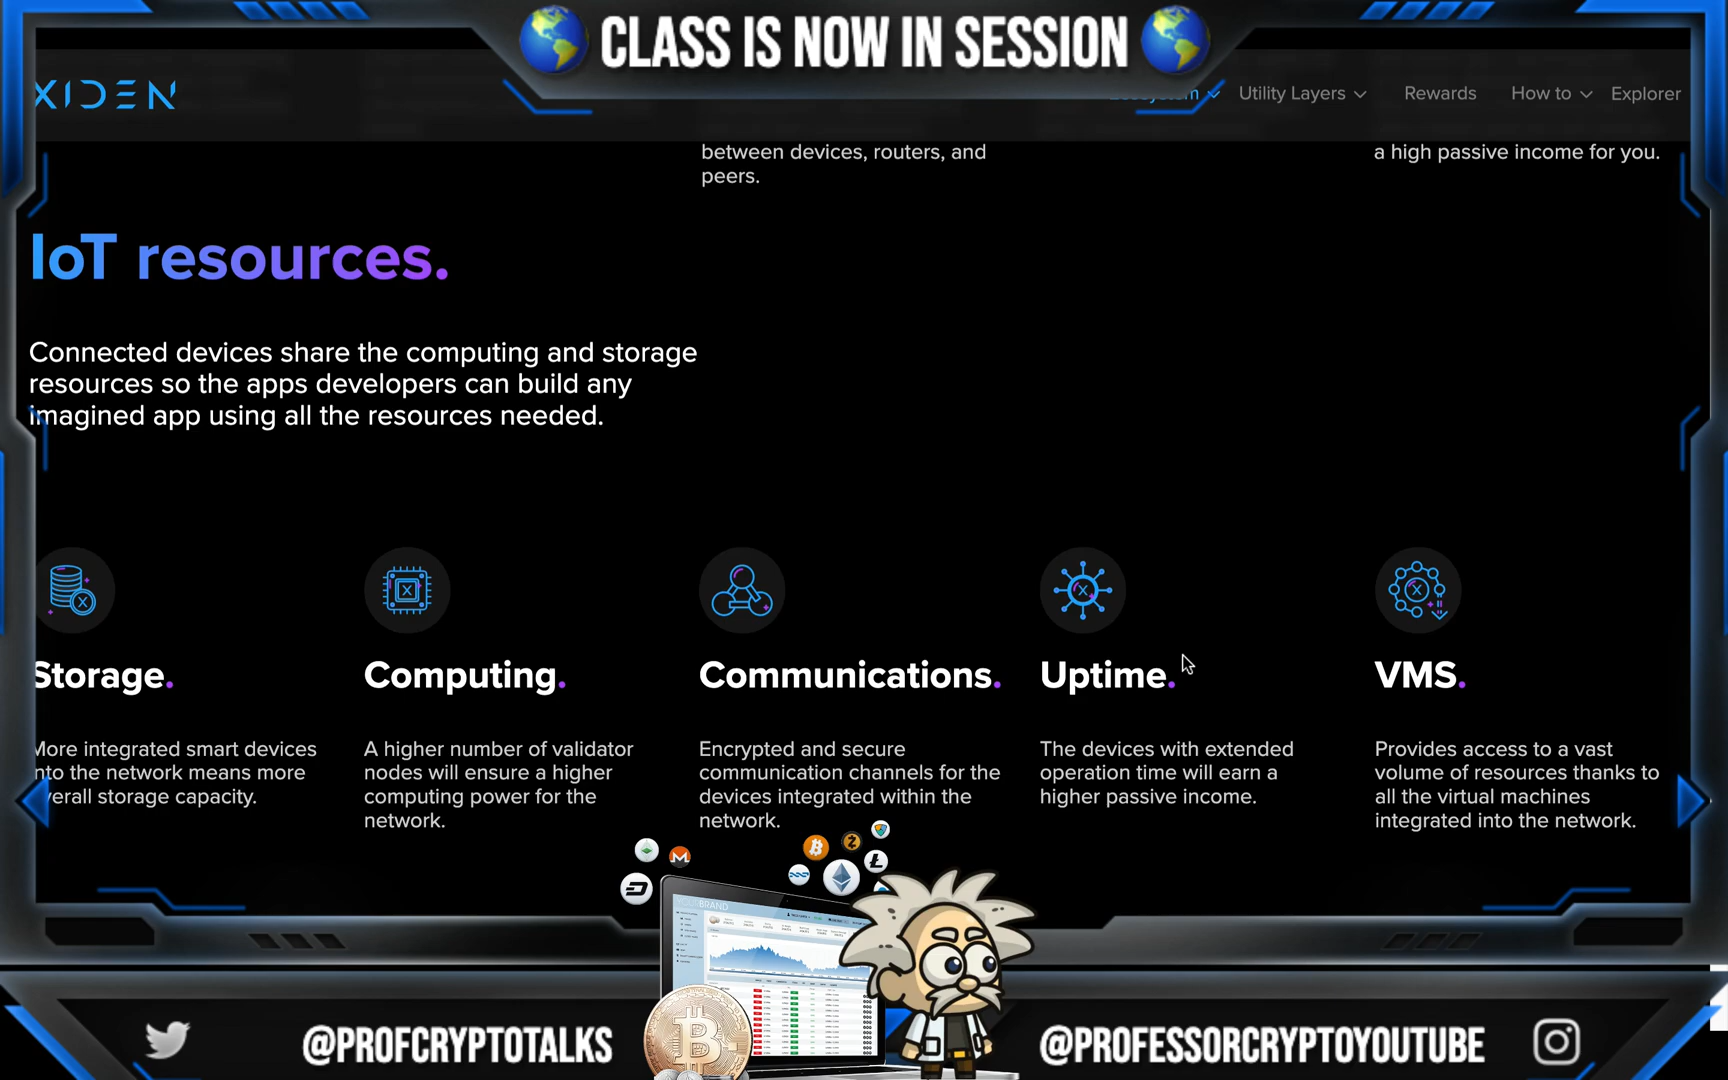 CLASS IS NOW IN SESSION
XIDEN
Ecosystem Utility Layers Rewards How to Explorer
between devices, routers, and
peers.
a high passive income for you.
IoT resources.
Connected devices share the computing and storage
resources so the apps developers can build any
imagined app using all the resources needed.
Storage.
More integrated smart devices
into the network means more
overall storage capacity.
Computing.
A higher number of validator
nodes will ensure a higher
computing power for the
network.
Communications.
Encrypted and secure
communication channels for the
devices integrated within the
network.
Uptime.
The devices with extended
operation time will earn a
higher passive income.
VMS.
Provides access to a vast
volume of resources thanks to
all the virtual machines
integrated into the network.
@PROFCRYPTOTALKS
@PROFESSORCRYPTOYOUTUBE